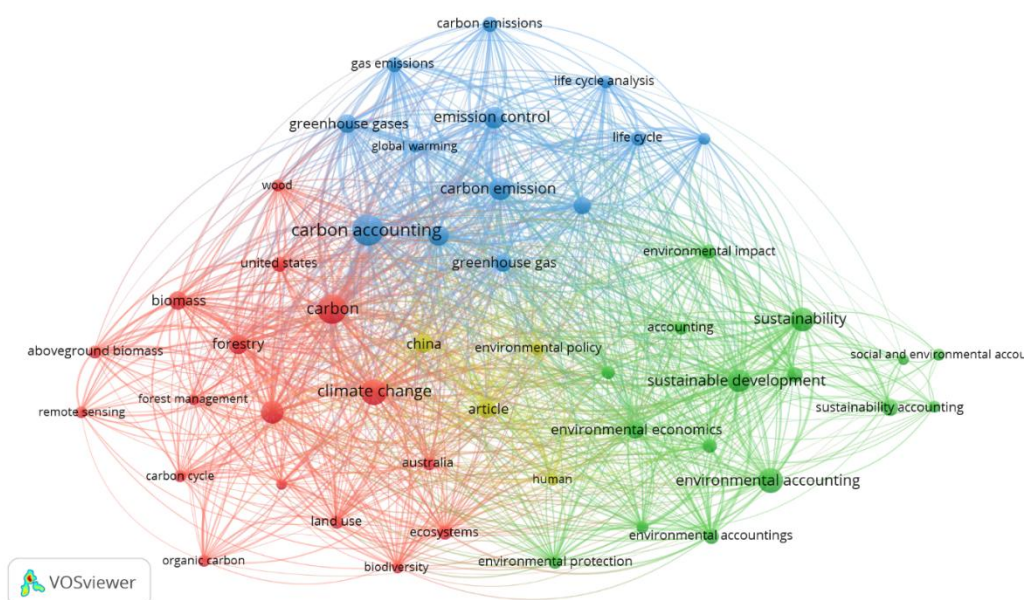 carbon emissions
gas emissions
life cycle analysis
greenhouse gases
emission control
global warming
life cycle
wood
carbon emission
carbon accounting
united states
greenhouse gas
environmental impact
biomass
carbon
sustainability
accounting
forestry
china
environmental policy
aboveground biomass
social and environmental accou
climate change
sustainable development
forest management
remote sensing
article
sustainability accounting
environmental economics
australia
carbon cycle
human
environmental accounting
land use
ecosystems
environmental accountings
organic carbon
biodiversity
environmental protection
VOSviewer